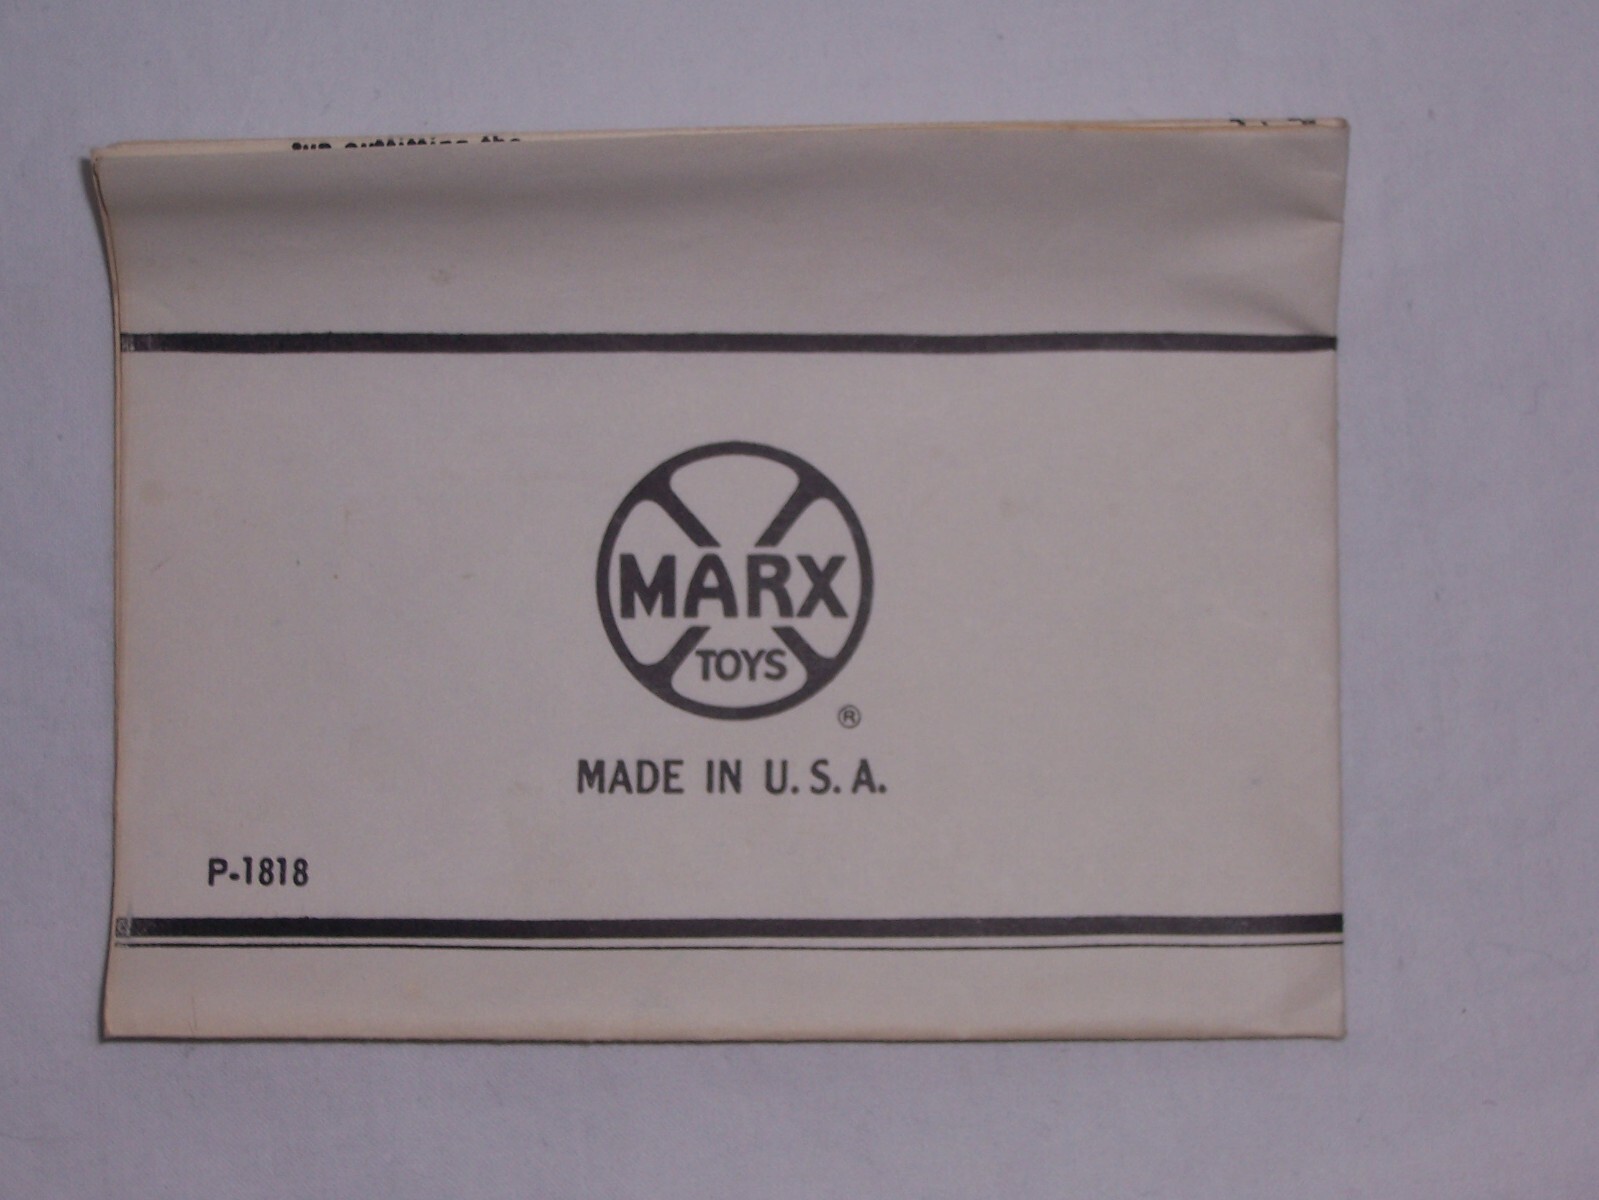 MARX
TOYS
®
MADE IN U. S. A.
P-1818